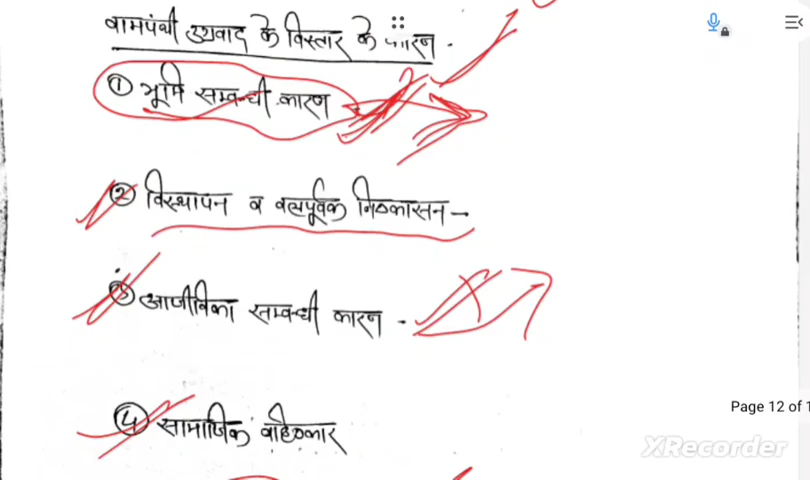 वामपंथी उग्रवाद के विस्तार के कारण -
① भूमि सम्बन्धी कारण
② विस्थापन व बलपूर्वक निष्कासन -
③ आजीविका सम्बन्धी कारण -
④ सामाजिक बहिष्कार
Page 12 of 1
XRecorder